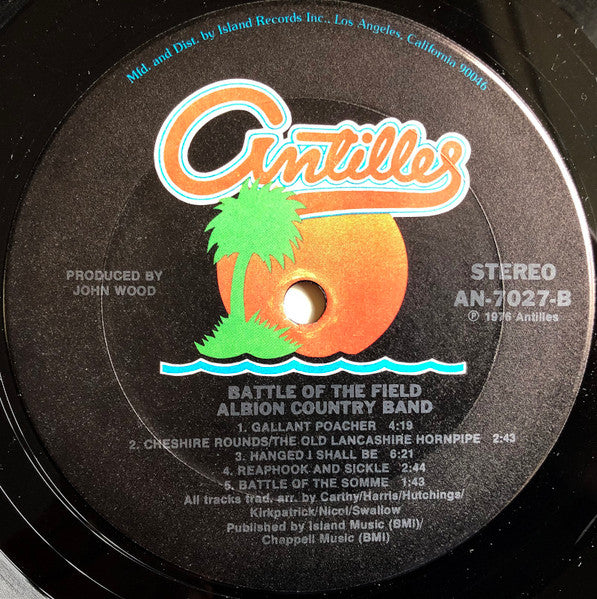 Mfd. and Dist. by Island Records Inc., Los Angeles, California 90046
antilles
PRODUCED BY
JOHN WOOD
STEREO
AN-7027-B
℗ 1976 Antilles
BATTLE OF THE FIELD
ALBION COUNTRY BAND
1. GALLANT POACHER 4:19
2. CHESHIRE ROUNDS/THE OLD LANCASHIRE HORNPIPE 2:43
3. HANGED I SHALL BE 6:21
4. REAPHOOK AND SICKLE 2:44
5. BATTLE OF THE SOMME 1:43
All tracks trad. arr. by Carthy/Harris/Hutchings/
Kirkpatrick/Nicol/Swallow
Published by Island Music (BMI)/
Chappell Music (BMI)